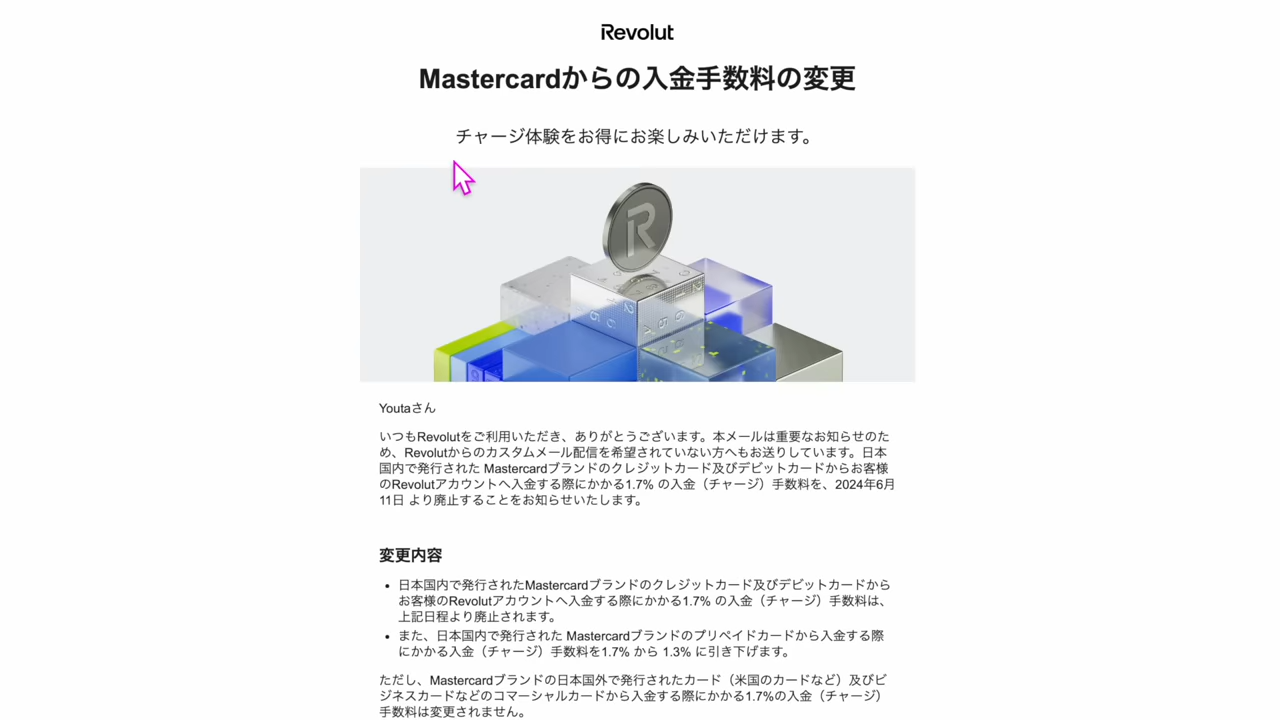 Revolut
Mastercardからの入金手数料の変更
チャージ体験をお得にお楽しみいただけます。
Youtaさん
いつもRevolutをご利用いただき、ありがとうございます。本メールは重要なお知らせのた
め、Revolutからのカスタムメール配信を希望されていない方へもお送りしています。日本
国内で発行された Mastercardブランドのクレジットカード及びデビットカードからお客様
のRevolutアカウントへ入金する際にかかる1.7% の入金（チャージ）手数料を、2024年6月
11日 より廃止することをお知らせいたします。
変更内容
• 日本国内で発行されたMastercardブランドのクレジットカード及びデビットカードから
お客様のRevolutアカウントへ入金する際にかかる1.7% の入金（チャージ）手数料は、
上記日程より廃止されます。
• また、日本国内で発行された Mastercardブランドのプリペイドカードから入金する際
にかかる入金（チャージ）手数料を1.7% から 1.3% に引き下げます。
ただし、Mastercardブランドの日本国外で発行されたカード（米国のカードなど）及びビ
ジネスカードなどのコマーシャルカードから入金する際にかかる1.7%の入金（チャージ）
手数料は変更されません。